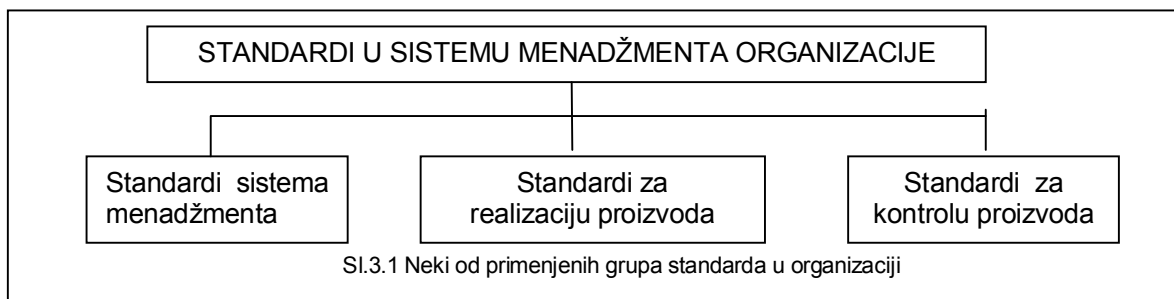 STANDARDI U SISTEMU MENADŽMENTA ORGANIZACIJE
Standardi sistema
menadžmenta
Standardi za
realizaciju proizvoda
Standardi za
kontrolu proizvoda
Sl.3.1 Neki od primenjenih grupa standarda u organizaciji